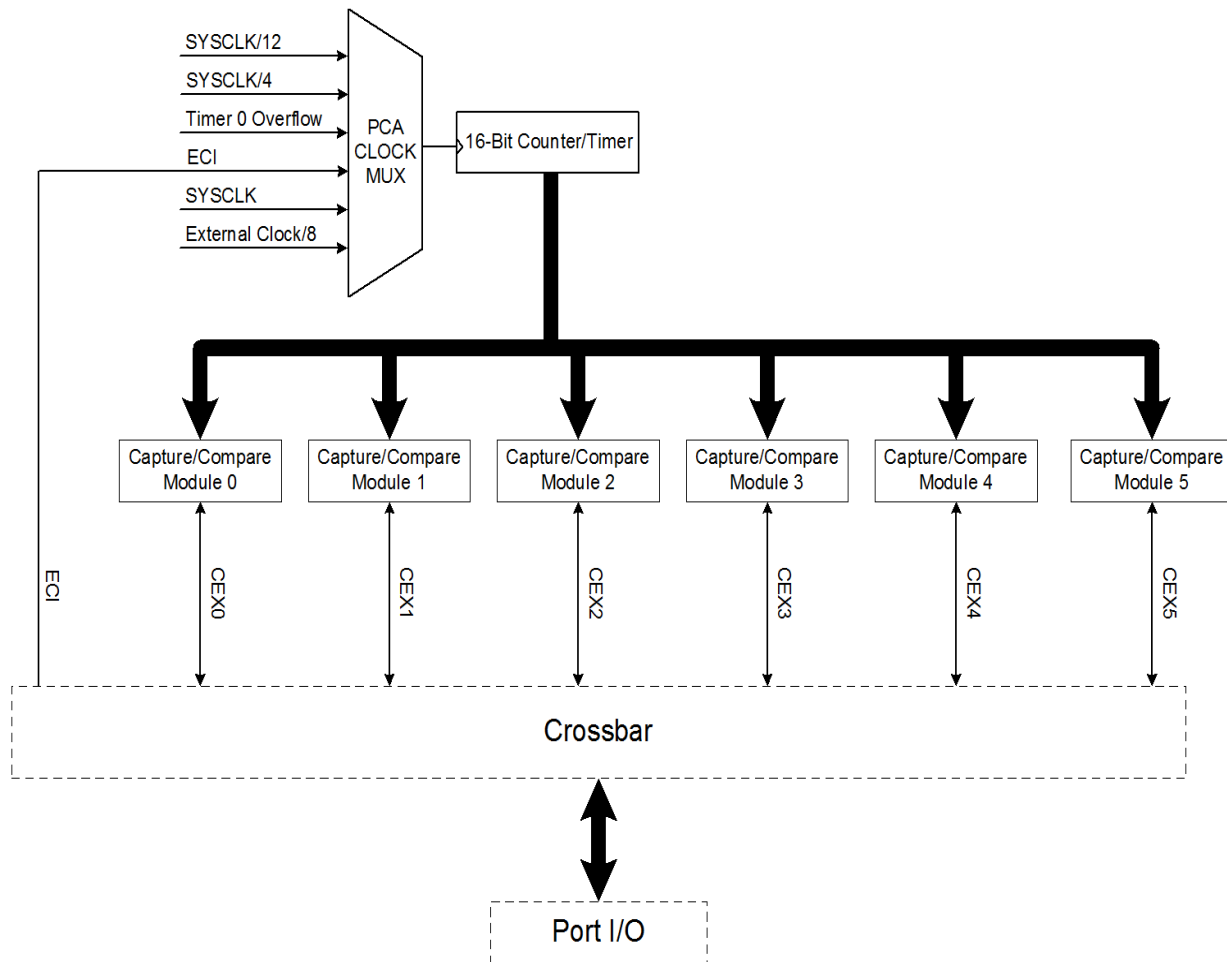 SYSCLK/12
SYSCLK/4
Timer 0 Overflow
ECI
SYSCLK
External Clock/8
PCA
CLOCK
MUX
16-Bit Counter/Timer
Capture/Compare
Module 0
Capture/Compare
Module 1
Capture/Compare
Module 2
Capture/Compare
Module 3
Capture/Compare
Module 4
Capture/Compare
Module 5
ECI
CEX0
CEX1
CEX2
CEX3
CEX4
CEX5
Crossbar
Port I/O